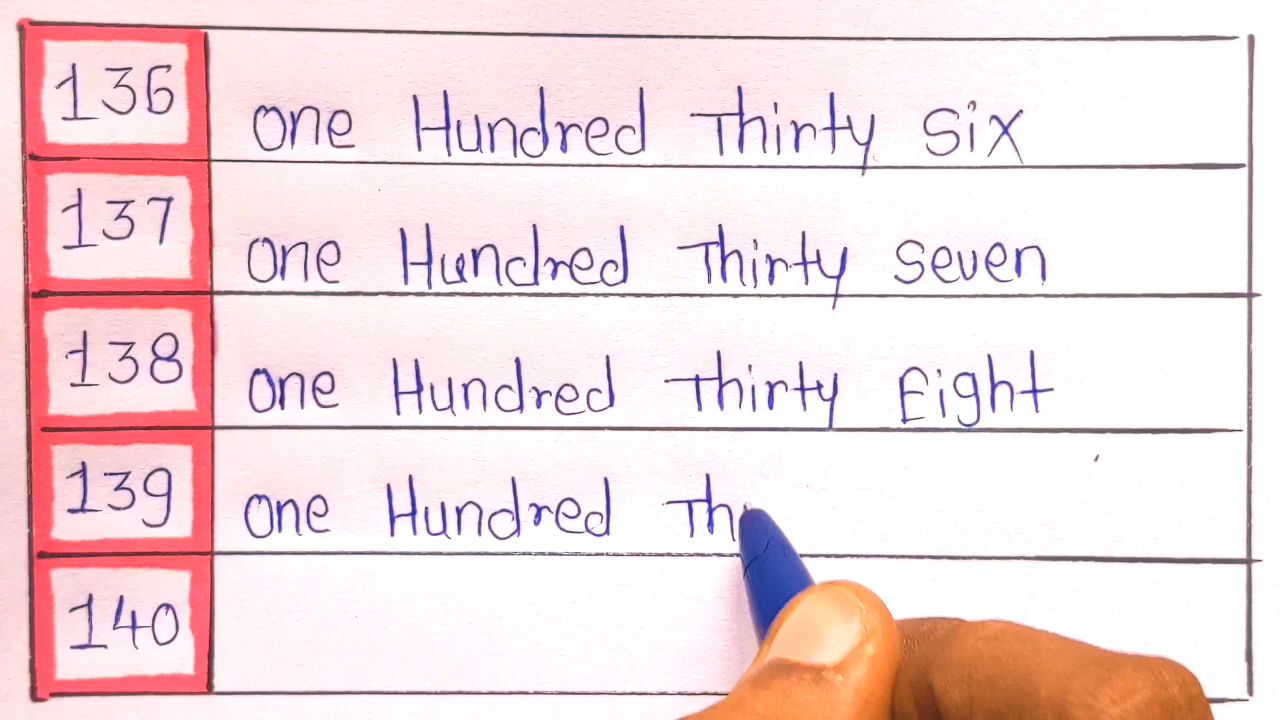 136 One Hundred Thirty Six
137 One Hundred Thirty Seven
138 One Hundred Thirty Eight
139 One Hundred Th
140